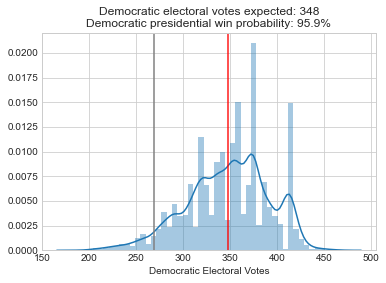 Democratic electoral votes expected: 348
Democratic presidential win probability: 95.9%
0.0200
0.0175
0.0150
0.0125
0.0100
0.0075
0.0050
0.0025
0.0000
150 200 250 300 350 400 450 500
Democratic Electoral Votes